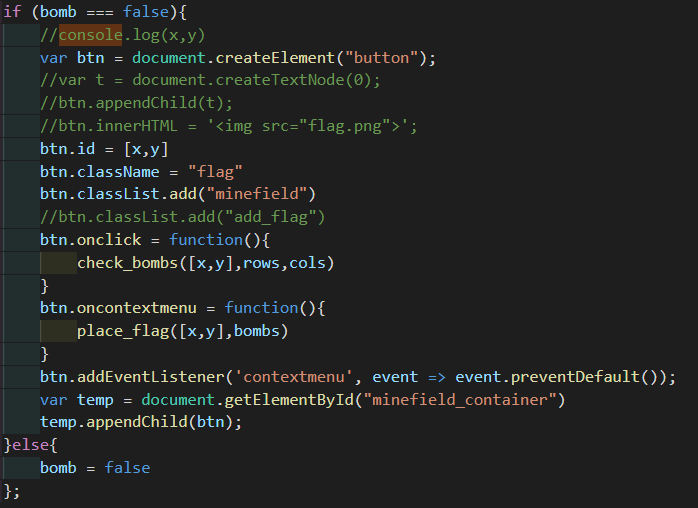 if (bomb === false){
    //console.log(x,y)
    var btn = document.createElement("button");
    //var t = document.createTextNode(0);
    //btn.appendChild(t);
    //btn.innerHTML = '<img src="flag.png">';
    btn.id = [x,y]
    btn.className = "flag"
    btn.classList.add("minefield")
    //btn.classList.add("add_flag")
    btn.onclick = function(){
        check_bombs([x,y],rows,cols)
    }
    btn.oncontextmenu = function(){
        place_flag([x,y],bombs)
    }
    btn.addEventListener('contextmenu', event => event.preventDefault());
    var temp = document.getElementById("minefield_container")
    temp.appendChild(btn);
}else{
    bomb = false
};